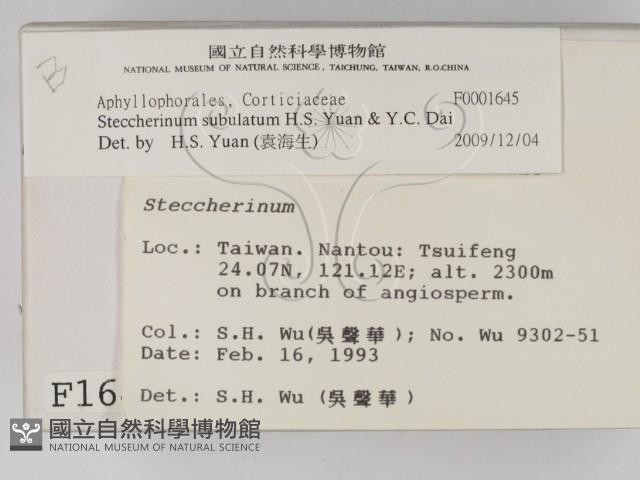 國立自然科學博物館
NATIONAL MUSEUM OF NATURAL SCIENCE, TAICHUNG, TAIWAN, R.O.CHINA
Aphyllophorales, Corticiaceae F0001645
Steccherinum subulatum H.S. Yuan & Y.C. Dai
Det. by H.S. Yuan (袁海生) 2009/12/04
Steccherinum
Loc.: Taiwan. Nantou: Tsuifeng
24.07N, 121.12E; alt. 2300m
on branch of angiosperm.
Col.: S.H. Wu(吳聲華); No. Wu 9302-51
Date: Feb. 16, 1993
Det.: S.H. Wu (吳聲華)
F16
國立自然科學博物館
NATIONAL MUSEUM OF NATURAL SCIENCE